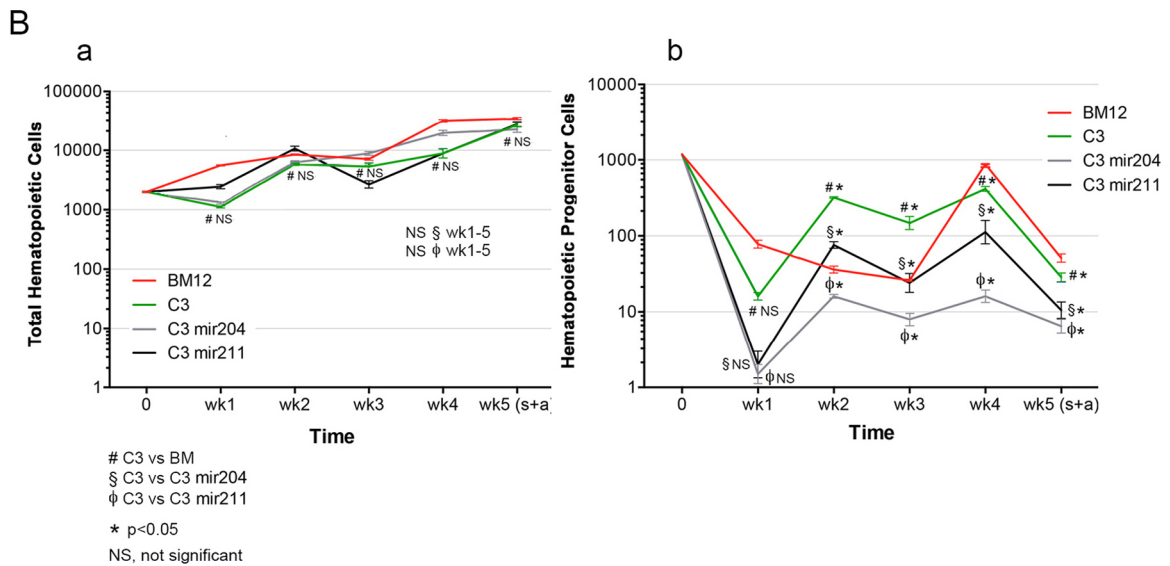 B
a
b
Total Hematopoietic Cells
100000
10000
1000
100
10
1
# NS
# NS
# NS
# NS
# NS
NS § wk1-5
NS ϕ wk1-5
BM12
C3
C3 mir204
C3 mir211
0 wk1 wk2 wk3 wk4 wk5 (s+a)
Time
Hematopoietic Progenitor Cells
10000
1000
100
10
1
BM12
C3
C3 mir204
C3 mir211
#*
#*
#*
§*
§*
§*
ϕ*
ϕ*
ϕ*
# NS
§ NS
ϕ NS
#*
§*
ϕ*
0 wk1 wk2 wk3 wk4 wk5 (s+a)
Time
# C3 vs BM
§ C3 vs C3 mir204
ϕ C3 vs C3 mir211
* p<0.05
NS, not significant